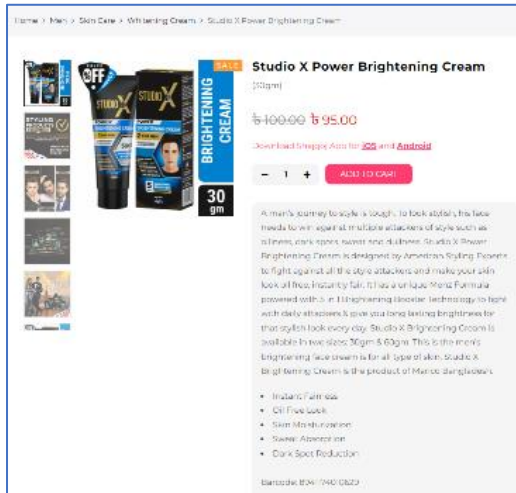 Home > Men > Skin Care > Whitening Cream > Studio X Power Brightening Cream
SALE
OFF
STUDIO X
STUDIO X
BRIGHTENING CREAM
30 gm
Studio X Power Brightening Cream
(30gm)
৳ 100.00 ৳ 95.00
Download Shajgoj App for iOS and Android
− 1 +
ADD TO CART
A man's journey to style is tough. To look stylish, his face
needs to win against multiple attackers of style such as
oiliness, dark spots, sweat and dullness. Studio X Power
Brightening Cream is designed by American Styling Experts
to fight against all the style attackers and make your skin
look oil free, instantly fair. It has a unique Menz Formula
powered with 5 in 1 Brightening Booster Technology to fight
with daily attackers & give you long lasting brightness for
that stylish look every day. Studio X Brightening Cream is
available in two sizes: 30gm & 60gm. This is the men's
brightening face cream is for all type of skin. Studio X
Brightening Cream is the product of Marico Bangladesh.
Instant Fairness
Oil Free Look
Skin Moisturization
Sweat Absorption
Dark Spot Reduction
Barcode: